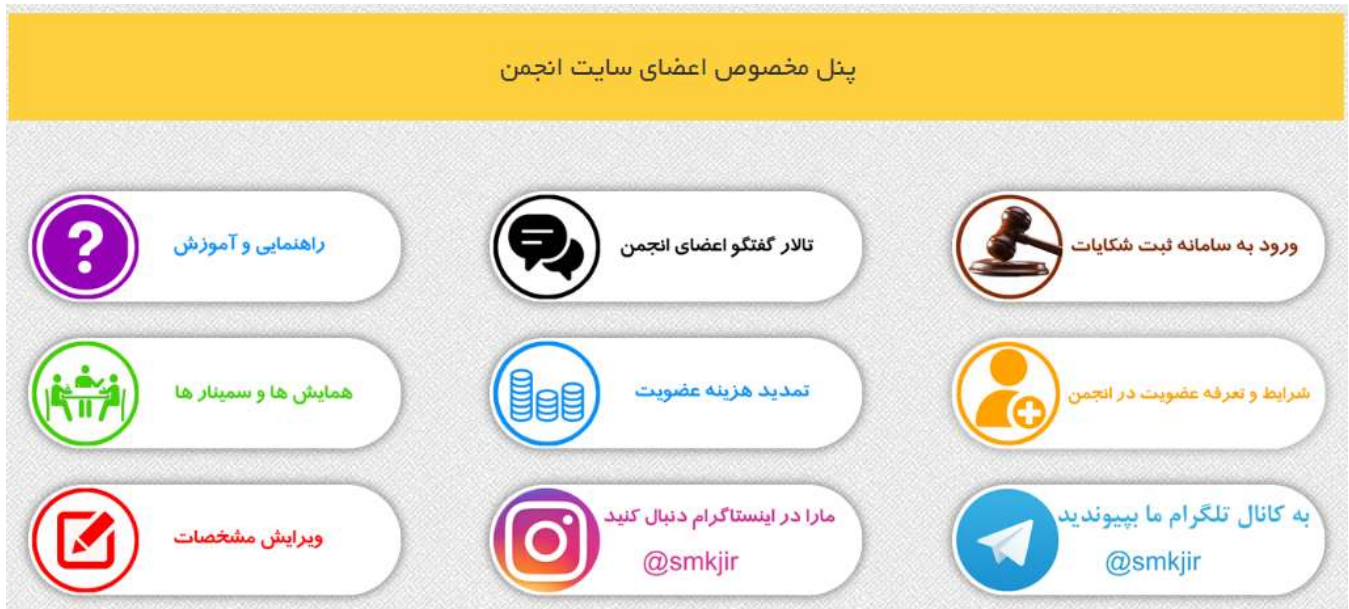 پنل مخصوص اعضای سایت انجمن
ورود به سامانه ثبت شکایات
تالار گفتگو اعضای انجمن
راهنمایی و آموزش
شرایط و تعرفه عضویت در انجمن
تمدید هزینه عضویت
همایش ها و سمینار ها
به کانال تلگرام ما بپیوندید
@smkjir
مارا در اینستاگرام دنبال کنید
@smkjir
ویرایش مشخصات